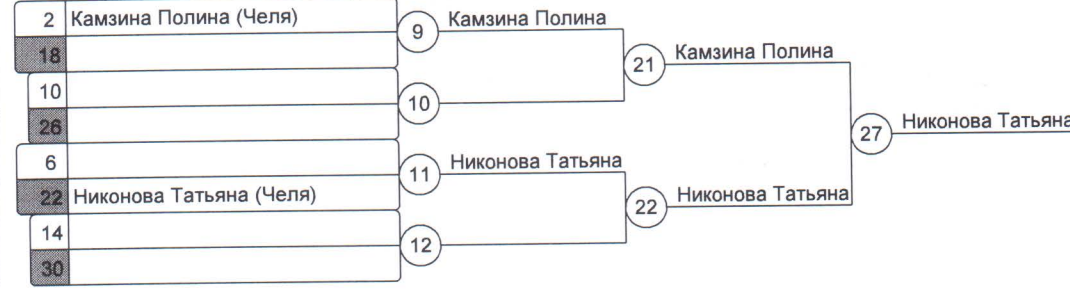 2 Камзина Полина (Челя) 9 Камзина Полина
18
21 Камзина Полина
10 10
26
27 Никонова Татьяна
6 11 Никонова Татьяна
22 Никонова Татьяна (Челя)
22 Никонова Татьяна
14 12
30